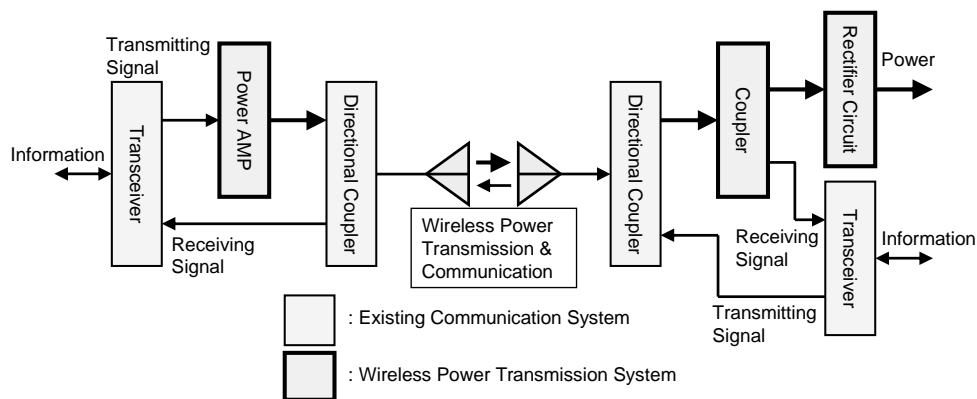 Transmitting
Signal
Information
Transceiver
Power AMP
Directional Coupler
Receiving
Signal
Wireless Power
Transmission &
Communication
Directional Coupler
Coupler
Rectifier Circuit
Power
Receiving
Signal
Transceiver
Information
Transmitting
Signal
: Existing Communication System
: Wireless Power Transmission System